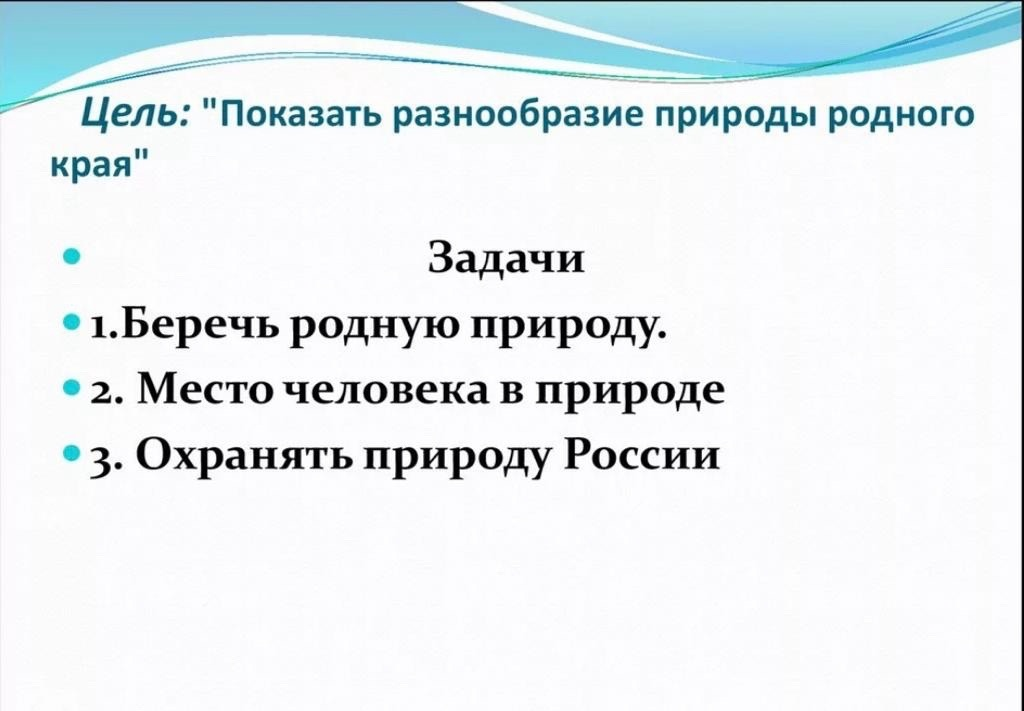 Цель: "Показать разнообразие природы родного
края"
Задачи
1.Беречь родную природу.
2. Место человека в природе
3. Охранять природу России